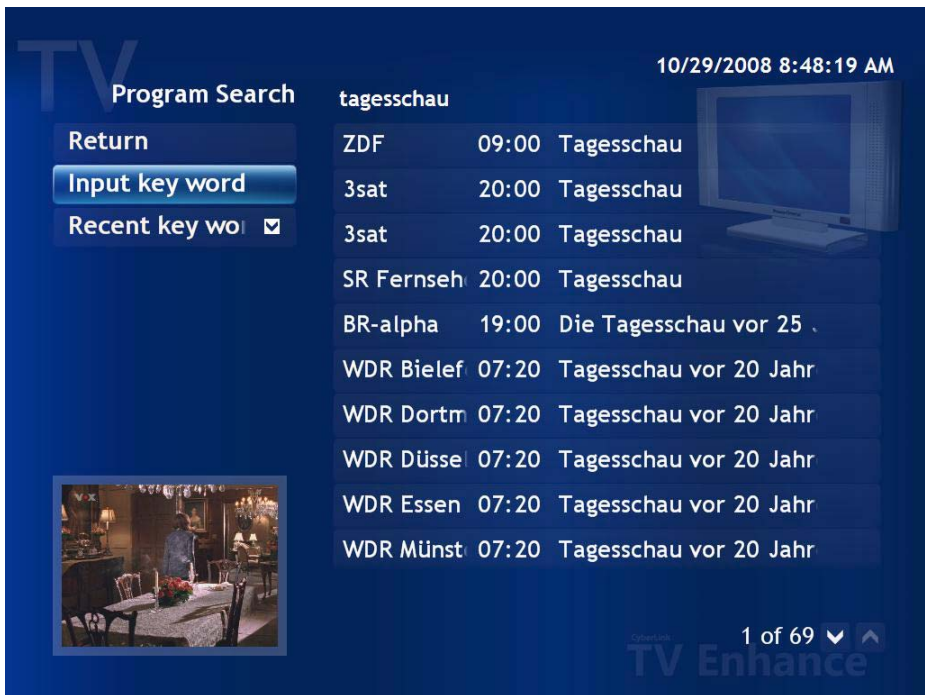 TV
10/29/2008 8:48:19 AM
Program Search
tagesschau
Return
Input key word
Recent key wo
ZDF 09:00 Tagesschau
3sat 20:00 Tagesschau
3sat 20:00 Tagesschau
SR Fernseh 20:00 Tagesschau
BR-alpha 19:00 Die Tagesschau vor 25
WDR Bielef 07:20 Tagesschau vor 20 Jahr
WDR Dortm 07:20 Tagesschau vor 20 Jahr
WDR Düsse 07:20 Tagesschau vor 20 Jahr
WDR Essen 07:20 Tagesschau vor 20 Jahr
WDR Münst 07:20 Tagesschau vor 20 Jahr
VOX
1 of 69
CyberLink
TV Enhance